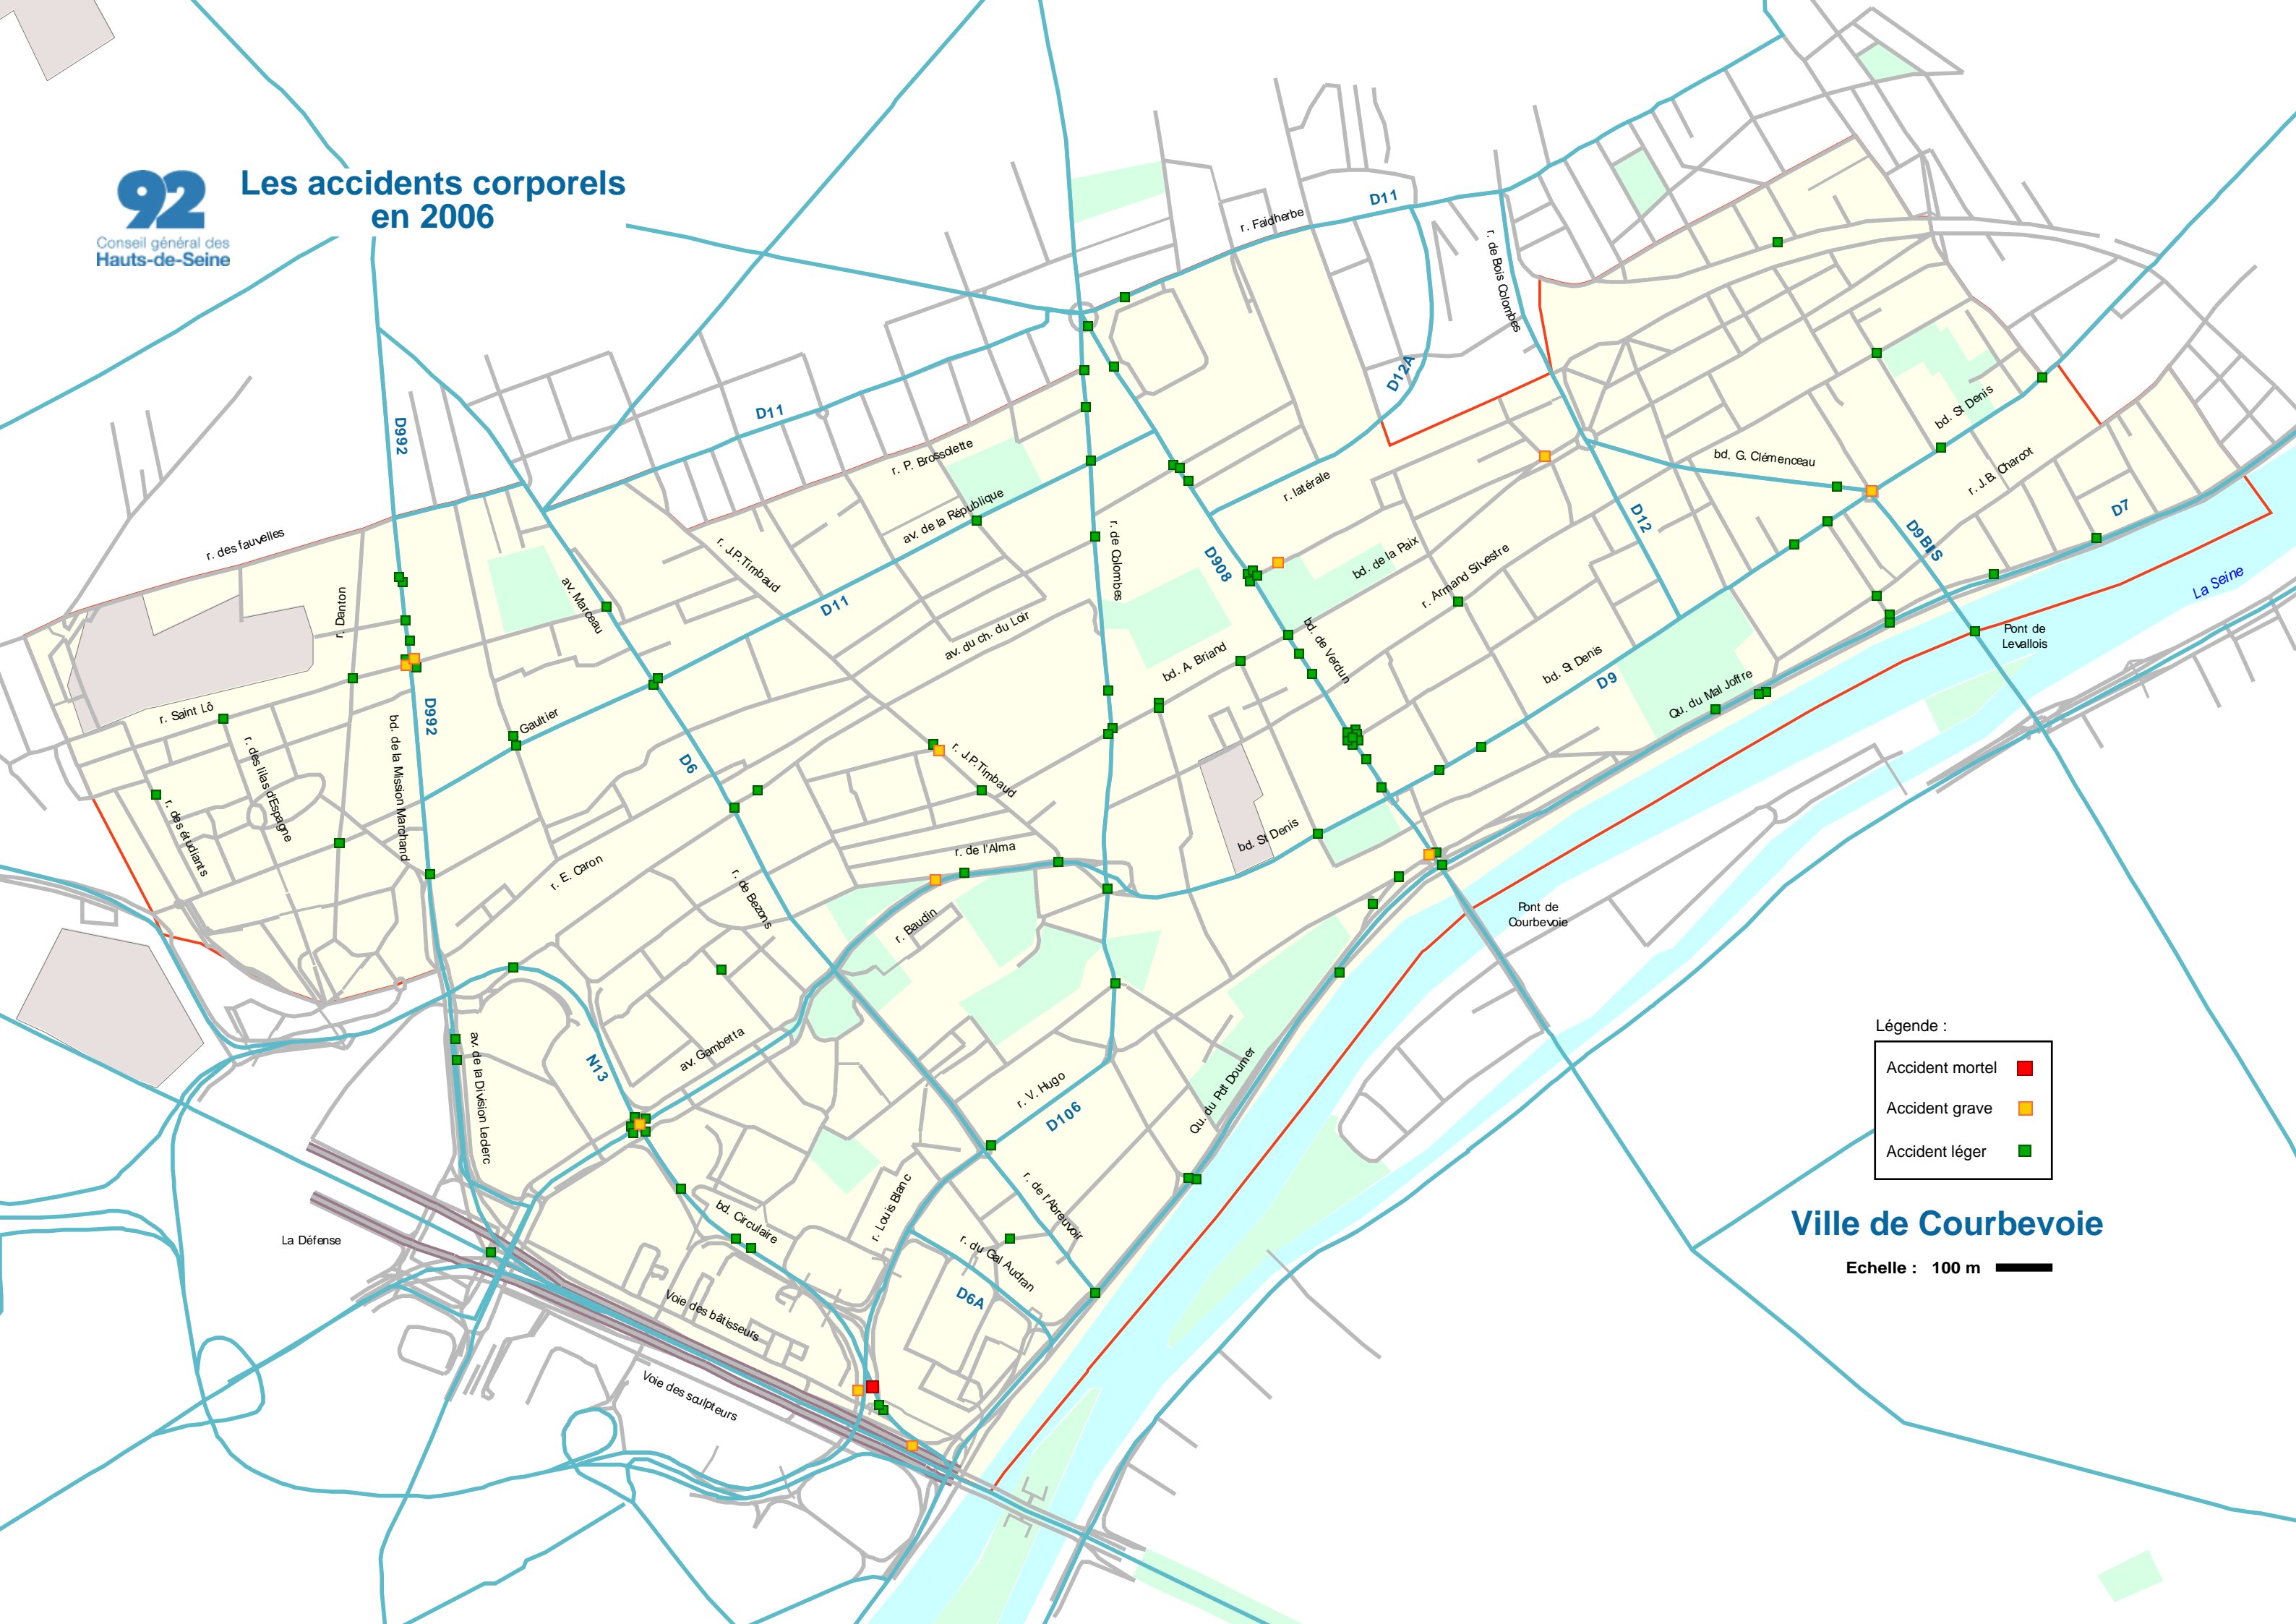 92
Conseil général des
Hauts-de-Seine
Les accidents corporels
en 2006
D11
r. Faidherbe
r. de Bois Colombes
D12A
D992
D11
r. P. Brossolette
bd. St Denis
bd. G. Clémenceau
r. J.B. Charcot
r. latérale
av. de la République
D12
D7
D9BIS
r. des fauvelles
r. J.P.Timbaud
r. de Colombes
D908
bd. de la Paix
r. Armand Silvestre
La Seine
r. Danton
av. Marceau
D11
av. du ch. du Loir
bd. de Verdun
Pont de
Levallois
bd. A. Briand
bd. St Denis
D9
Qu. du Mal Joffre
r. Saint Lô
D992
bd. de la Mission Marchand
Gaultier
r. des lilas d'Espagne
D6
r. J.P.Timbaud
r. des étudiants
bd. St Denis
r. de l'Alma
r. E. Caron
r. de Bezons
r. Baudin
Pont de
Courbevoie
av. de la Division Leclerc
N13
av. Gambetta
r. V. Hugo
D106
Qu. du Pdt Doumer
Légende :
Accident mortel
Accident grave
Accident léger
r. Louis Blanc
r. de l'Abreuvoir
bd. Circulaire
La Défense
r. du Gal Audran
D6A
Ville de Courbevoie
Echelle : 100 m
Voie des bâtisseurs
Voie des sculpteurs